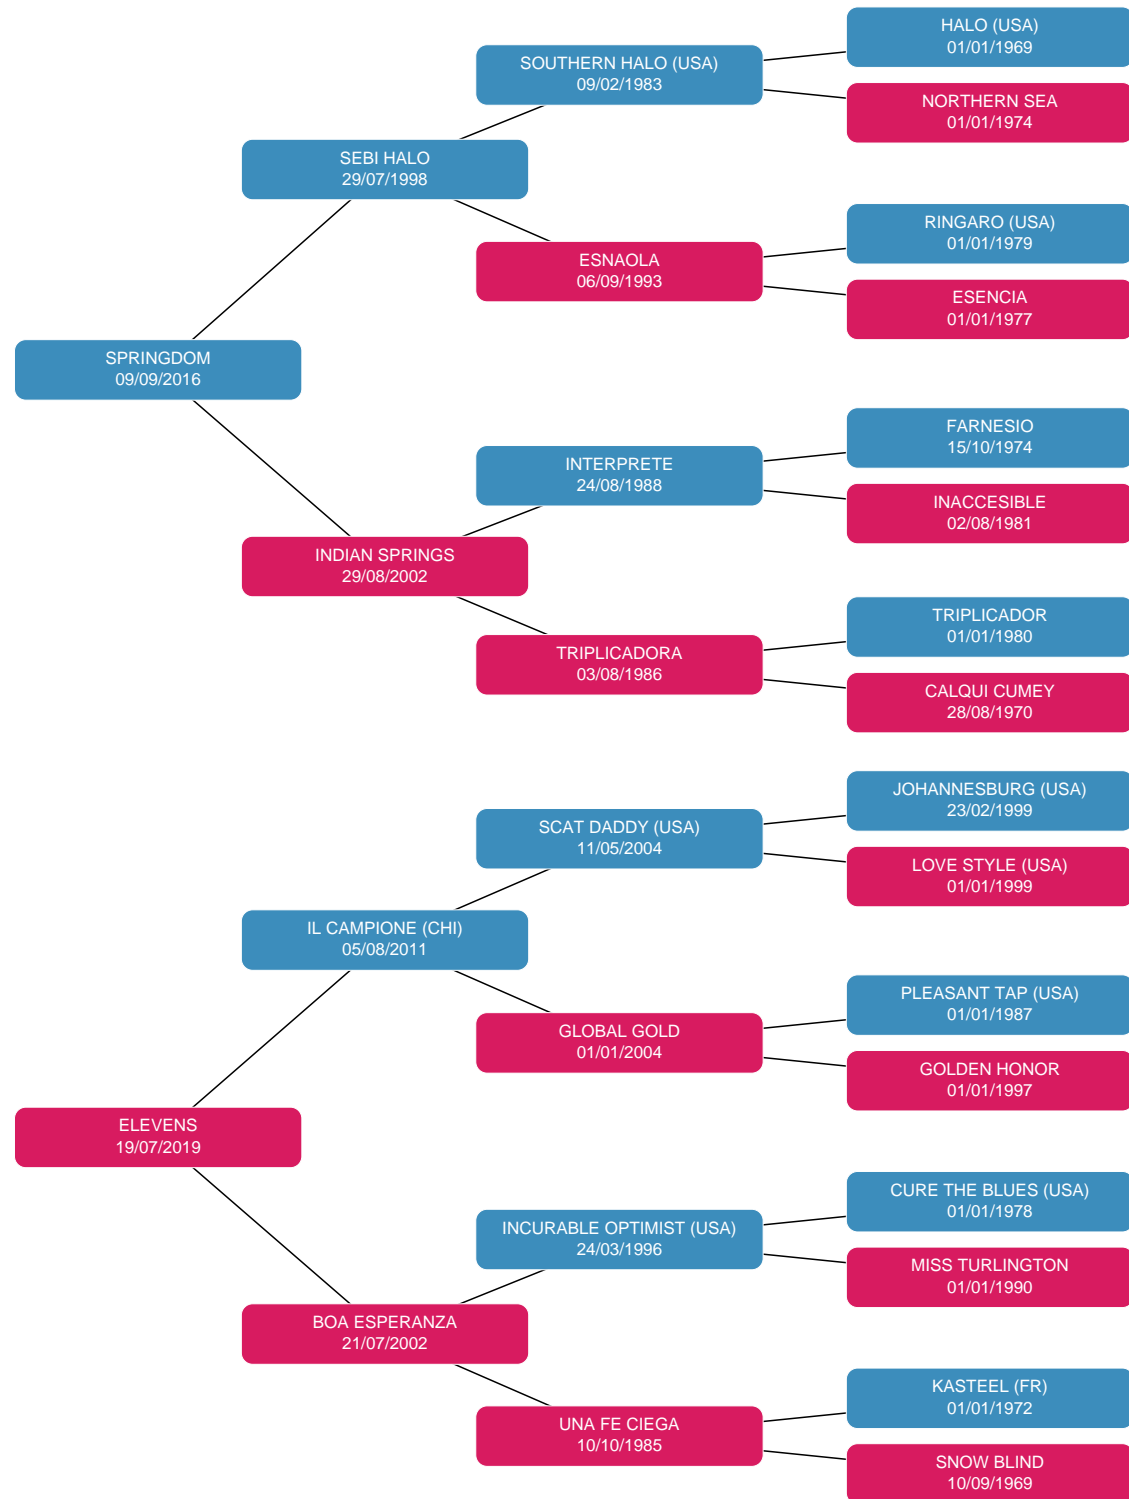 HALO (USA)
01/01/1969
SOUTHERN HALO (USA)
09/02/1983
NORTHERN SEA
01/01/1974
SEBI HALO
29/07/1998
RINGARO (USA)
01/01/1979
ESNAOLA
06/09/1993
ESENCIA
01/01/1977
SPRINGDOM
09/09/2016
FARNESIO
15/10/1974
INTERPRETE
24/08/1988
INACCESIBLE
02/08/1981
INDIAN SPRINGS
29/08/2002
TRIPLICADOR
01/01/1980
TRIPLICADORA
03/08/1986
CALQUI CUMEY
28/08/1970
JOHANNESBURG (USA)
23/02/1999
SCAT DADDY (USA)
11/05/2004
LOVE STYLE (USA)
01/01/1999
IL CAMPIONE (CHI)
05/08/2011
PLEASANT TAP (USA)
01/01/1987
GLOBAL GOLD
01/01/2004
GOLDEN HONOR
01/01/1997
ELEVENS
19/07/2019
CURE THE BLUES (USA)
01/01/1978
INCURABLE OPTIMIST (USA)
24/03/1996
MISS TURLINGTON
01/01/1990
BOA ESPERANZA
21/07/2002
KASTEEL (FR)
01/01/1972
UNA FE CIEGA
10/10/1985
SNOW BLIND
10/09/1969